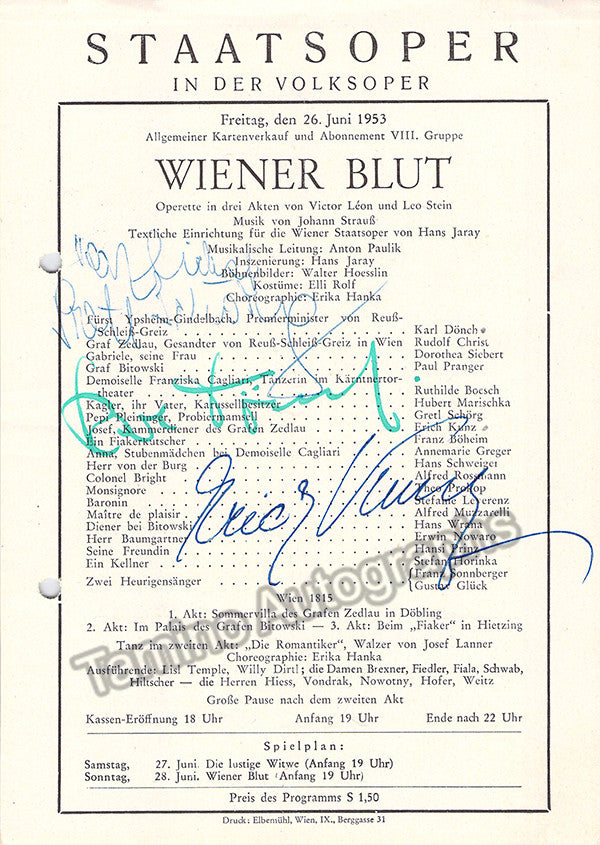 STAATSOPER
IN DER VOLKSOPER
Freitag, den 26. Juni 1953
Allgemeiner Kartenverkauf und Abonnement VIII. Gruppe
WIENER BLUT
Operette in drei Akten von Victor Léon und Leo Stein
Musik von Johann Strauß
Textliche Einrichtung für die Wiener Staatsoper von Hans Jaray
Musikalische Leitung: Anton Paulik
Inszenierung: Hans Jaray
Bühnenbilder: Walter Hoesslin
Kostüme: Elli Rolf
Choreographie: Erika Hanka
Fürst Ypsheim-Gindelbach, Premierminister von Reuß-
Schleiß-Greiz . . . Karl Dönch
Graf Zedlau, Gesandter von Reuß-Schleiß-Greiz in Wien Rudolf Christ
Gabriele, seine Frau . . . Dorothea Siebert
Graf Bitowski . . . Paul Pranger
Demoiselle Franziska Cagliari, Tänzerin im Kärntnertor-
theater . . . Ruthilde Boesch
Kagler, ihr Vater, Karussellbesitzer . . . Hubert Marischka
Pepi Pleininger, Probiermamsell . . . Gretl Schörg
Josef, Kammerdiener des Grafen Zedlau . . . Erich Kunz
Ein Fiakerkutscher . . . Franz Böheim
Anna, Stubenmädchen bei Demoiselle Cagliari . . . Annemarie Greger
Herr von der Burg . . . Hans Schweiger
Colonel Bright . . . Alfred Rossmann
Monsignore . . . Theo Prokop
Baronin . . . Stefanie Leverenz
Maître de plaisir . . . Alfred Muzzarelli
Diener bei Bitowski . . . Hans Wrana
Herr Baumgartner . . . Erwin Nowaro
Seine Freundin . . . Hansi Prinz
Ein Kellner . . . Stefan Horinka
Zwei Heurigensänger . . . {Franz Sonnberger
{Gustav Glück
Wien 1815
1. Akt: Sommervilla des Grafen Zedlau in Döbling
2. Akt: Im Palais des Grafen Bitowski — 3. Akt: Beim „Fiaker“ in Hietzing
Tanz im zweiten Akt: „Die Romantiker“, Walzer von Josef Lanner
Choreographie: Erika Hanka
Ausführende: Lisl Temple, Willy Dirtl; die Damen Brexner, Fiedler, Fiala, Schwab,
Hiltscher — die Herren Hiess, Vondrak, Nowotny, Hofer, Weitz
Große Pause nach dem zweiten Akt
Kassen-Eröffnung 18 Uhr Anfang 19 Uhr Ende nach 22 Uhr
Spielplan:
Samstag, 27. Juni. Die lustige Witwe (Anfang 19 Uhr)
Sonntag, 28. Juni. Wiener Blut (Anfang 19 Uhr)
Preis des Programms S 1,50
Druck: Elbemühl, Wien, IX., Berggasse 31
Erich Kunz
Tamino Autographs